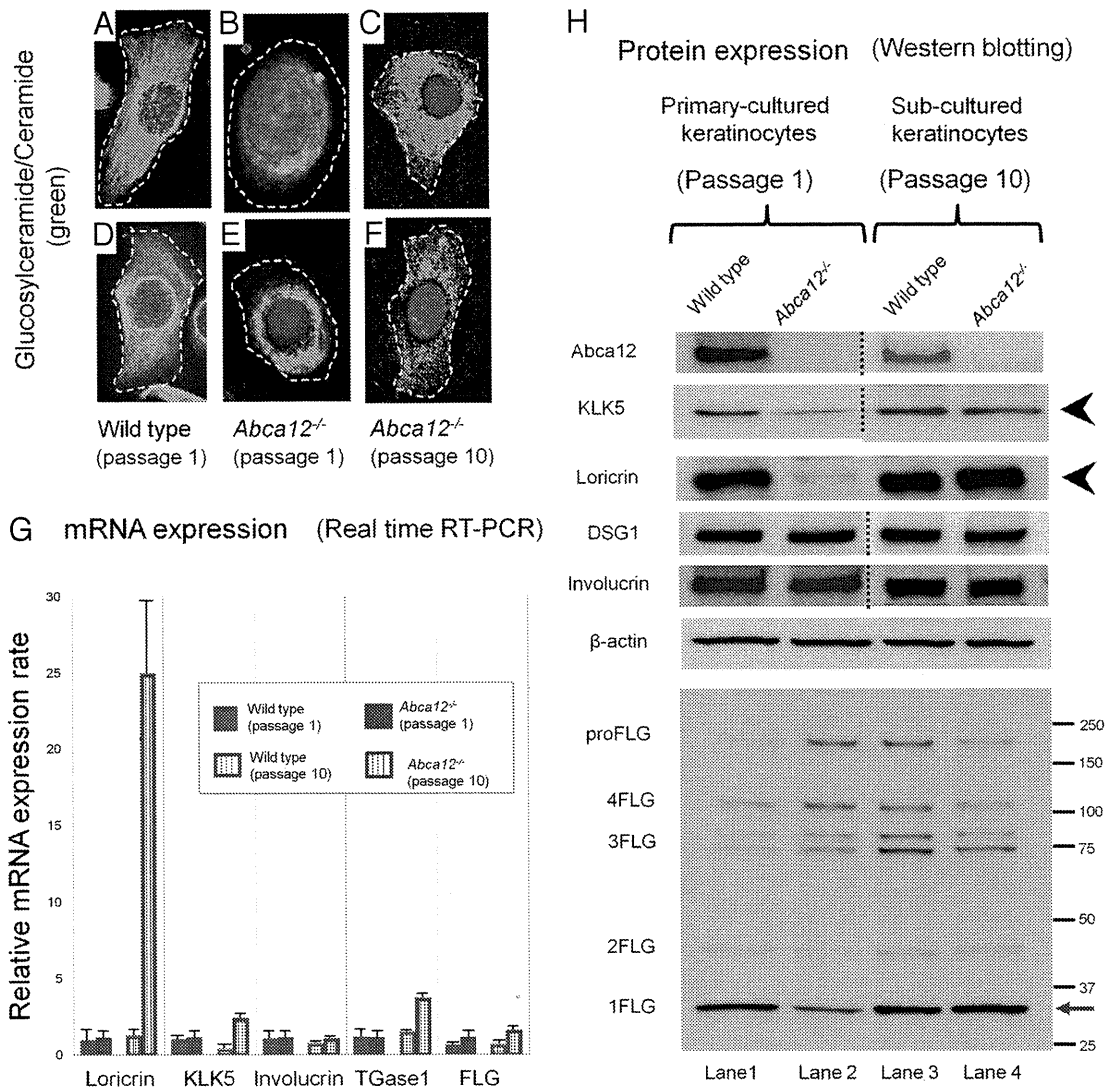 A
B
C
D
E
F
Glucosylceramide/Ceramide
(green)
Wild type
(passage 1)
Abca12-/-
(passage 1)
Abca12-/-
(passage 10)
G mRNA expression (Real time RT-PCR)
Relative mRNA expression rate
30
25
20
15
10
5
0
Wild type
(passage 1)
Abca12-/-
(passage 1)
Wild type
(passage 10)
Abca12-/-
(passage 10)
Loricrin KLK5 Involucrin TGase1 FLG
H
Protein expression (Western blotting)
Primary-cultured
keratinocytes
(Passage 1)
Sub-cultured
keratinocytes
(Passage 10)
Wild type
Abca12-/-
Wild type
Abca12-/-
Abca12
KLK5
Loricrin
DSG1
Involucrin
β-actin
proFLG
4FLG
3FLG
2FLG
1FLG
250
150
100
75
50
37
25
Lane1 Lane 2 Lane 3 Lane 4